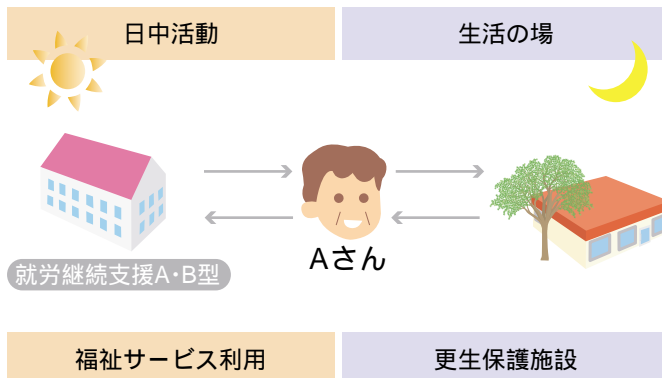 日中活動
生活の場
就労継続支援A・B型
Aさん
福祉サービス利用
更生保護施設